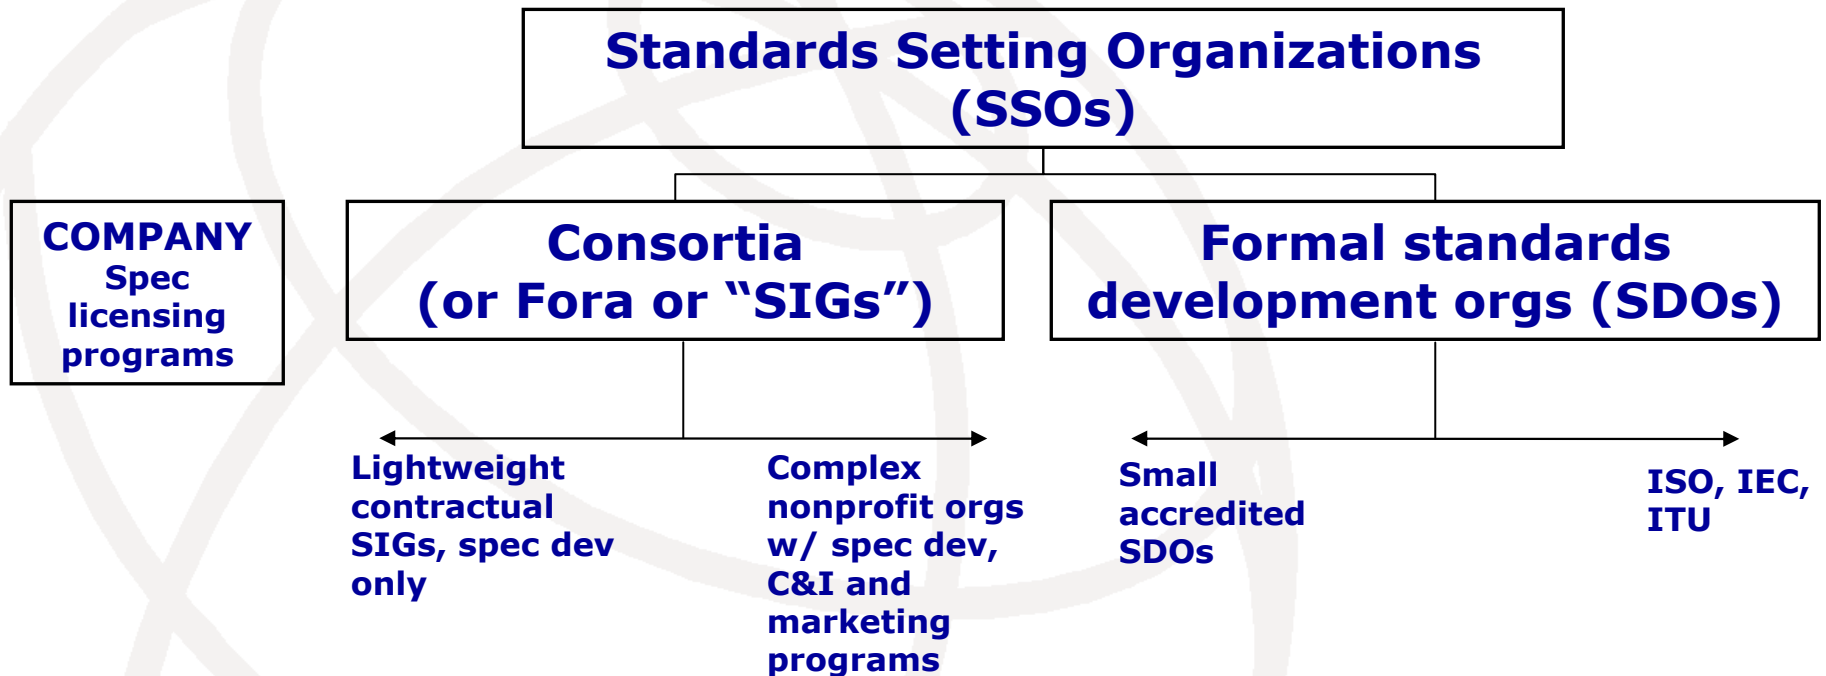 Standards Setting Organizations
(SSOs)
COMPANY
Spec
licensing
programs
Consortia
(or Fora or “SIGs”)
Formal standards
development orgs (SDOs)
Lightweight
contractual
SIGs, spec dev
only
Complex
nonprofit orgs
w/ spec dev,
C&I and
marketing
programs
Small
accredited
SDOs
ISO, IEC,
ITU